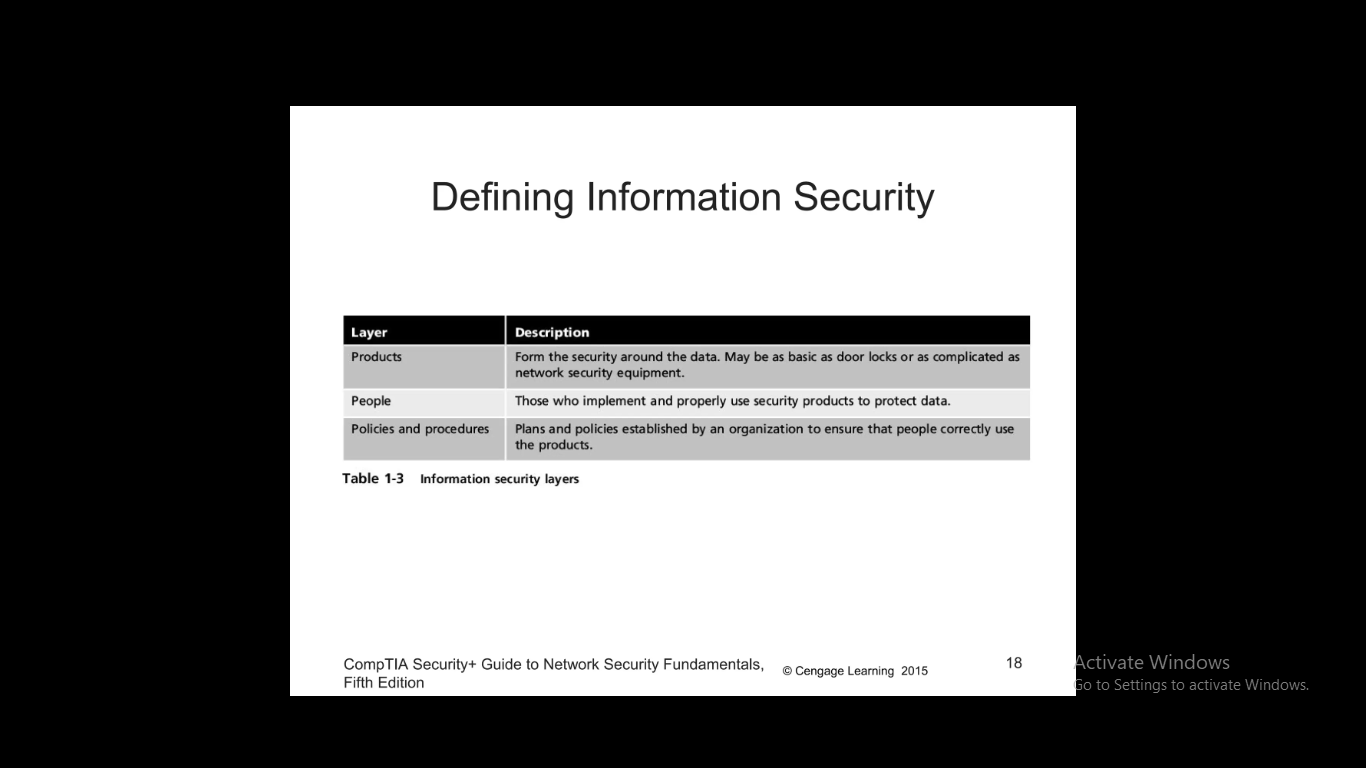 Defining Information Security
Layer
Description
Products
Form the security around the data. May be as basic as door locks or as complicated as
network security equipment.
People
Those who implement and properly use security products to protect data.
Policies and procedures
Plans and policies established by an organization to ensure that people correctly use
the products.
Table 1-3 Information security layers
CompTIA Security+ Guide to Network Security Fundamentals,
Fifth Edition
© Cengage Learning 2015
18
Activate Windows
Go to Settings to activate Windows.